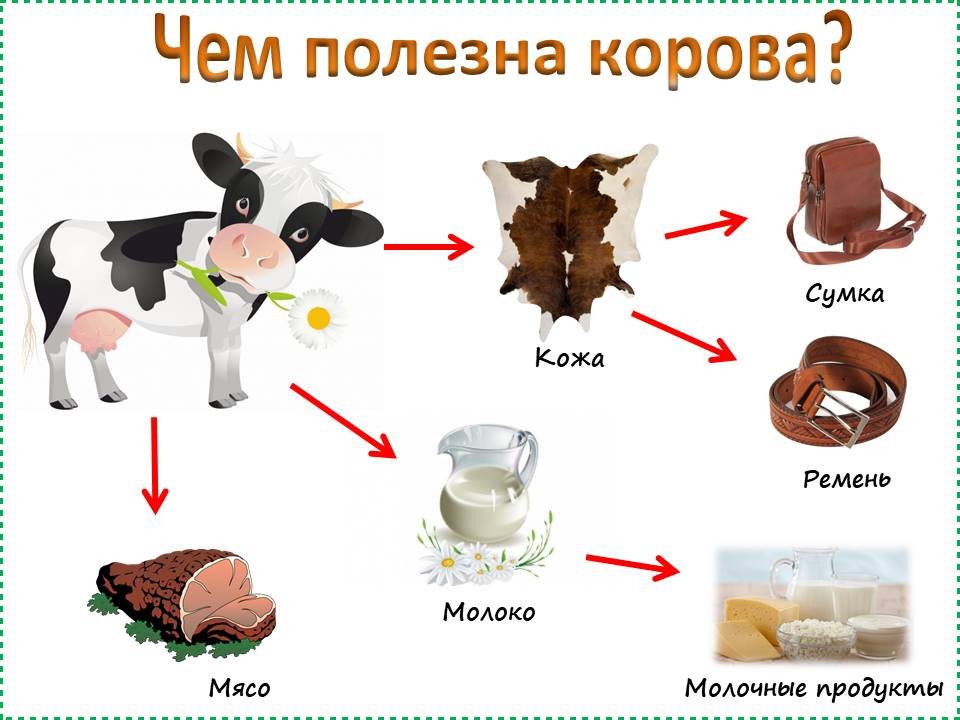 Чем полезна корова?
Сумка
Кожа
Ремень
Молоко
Мясо
Молочные продукты